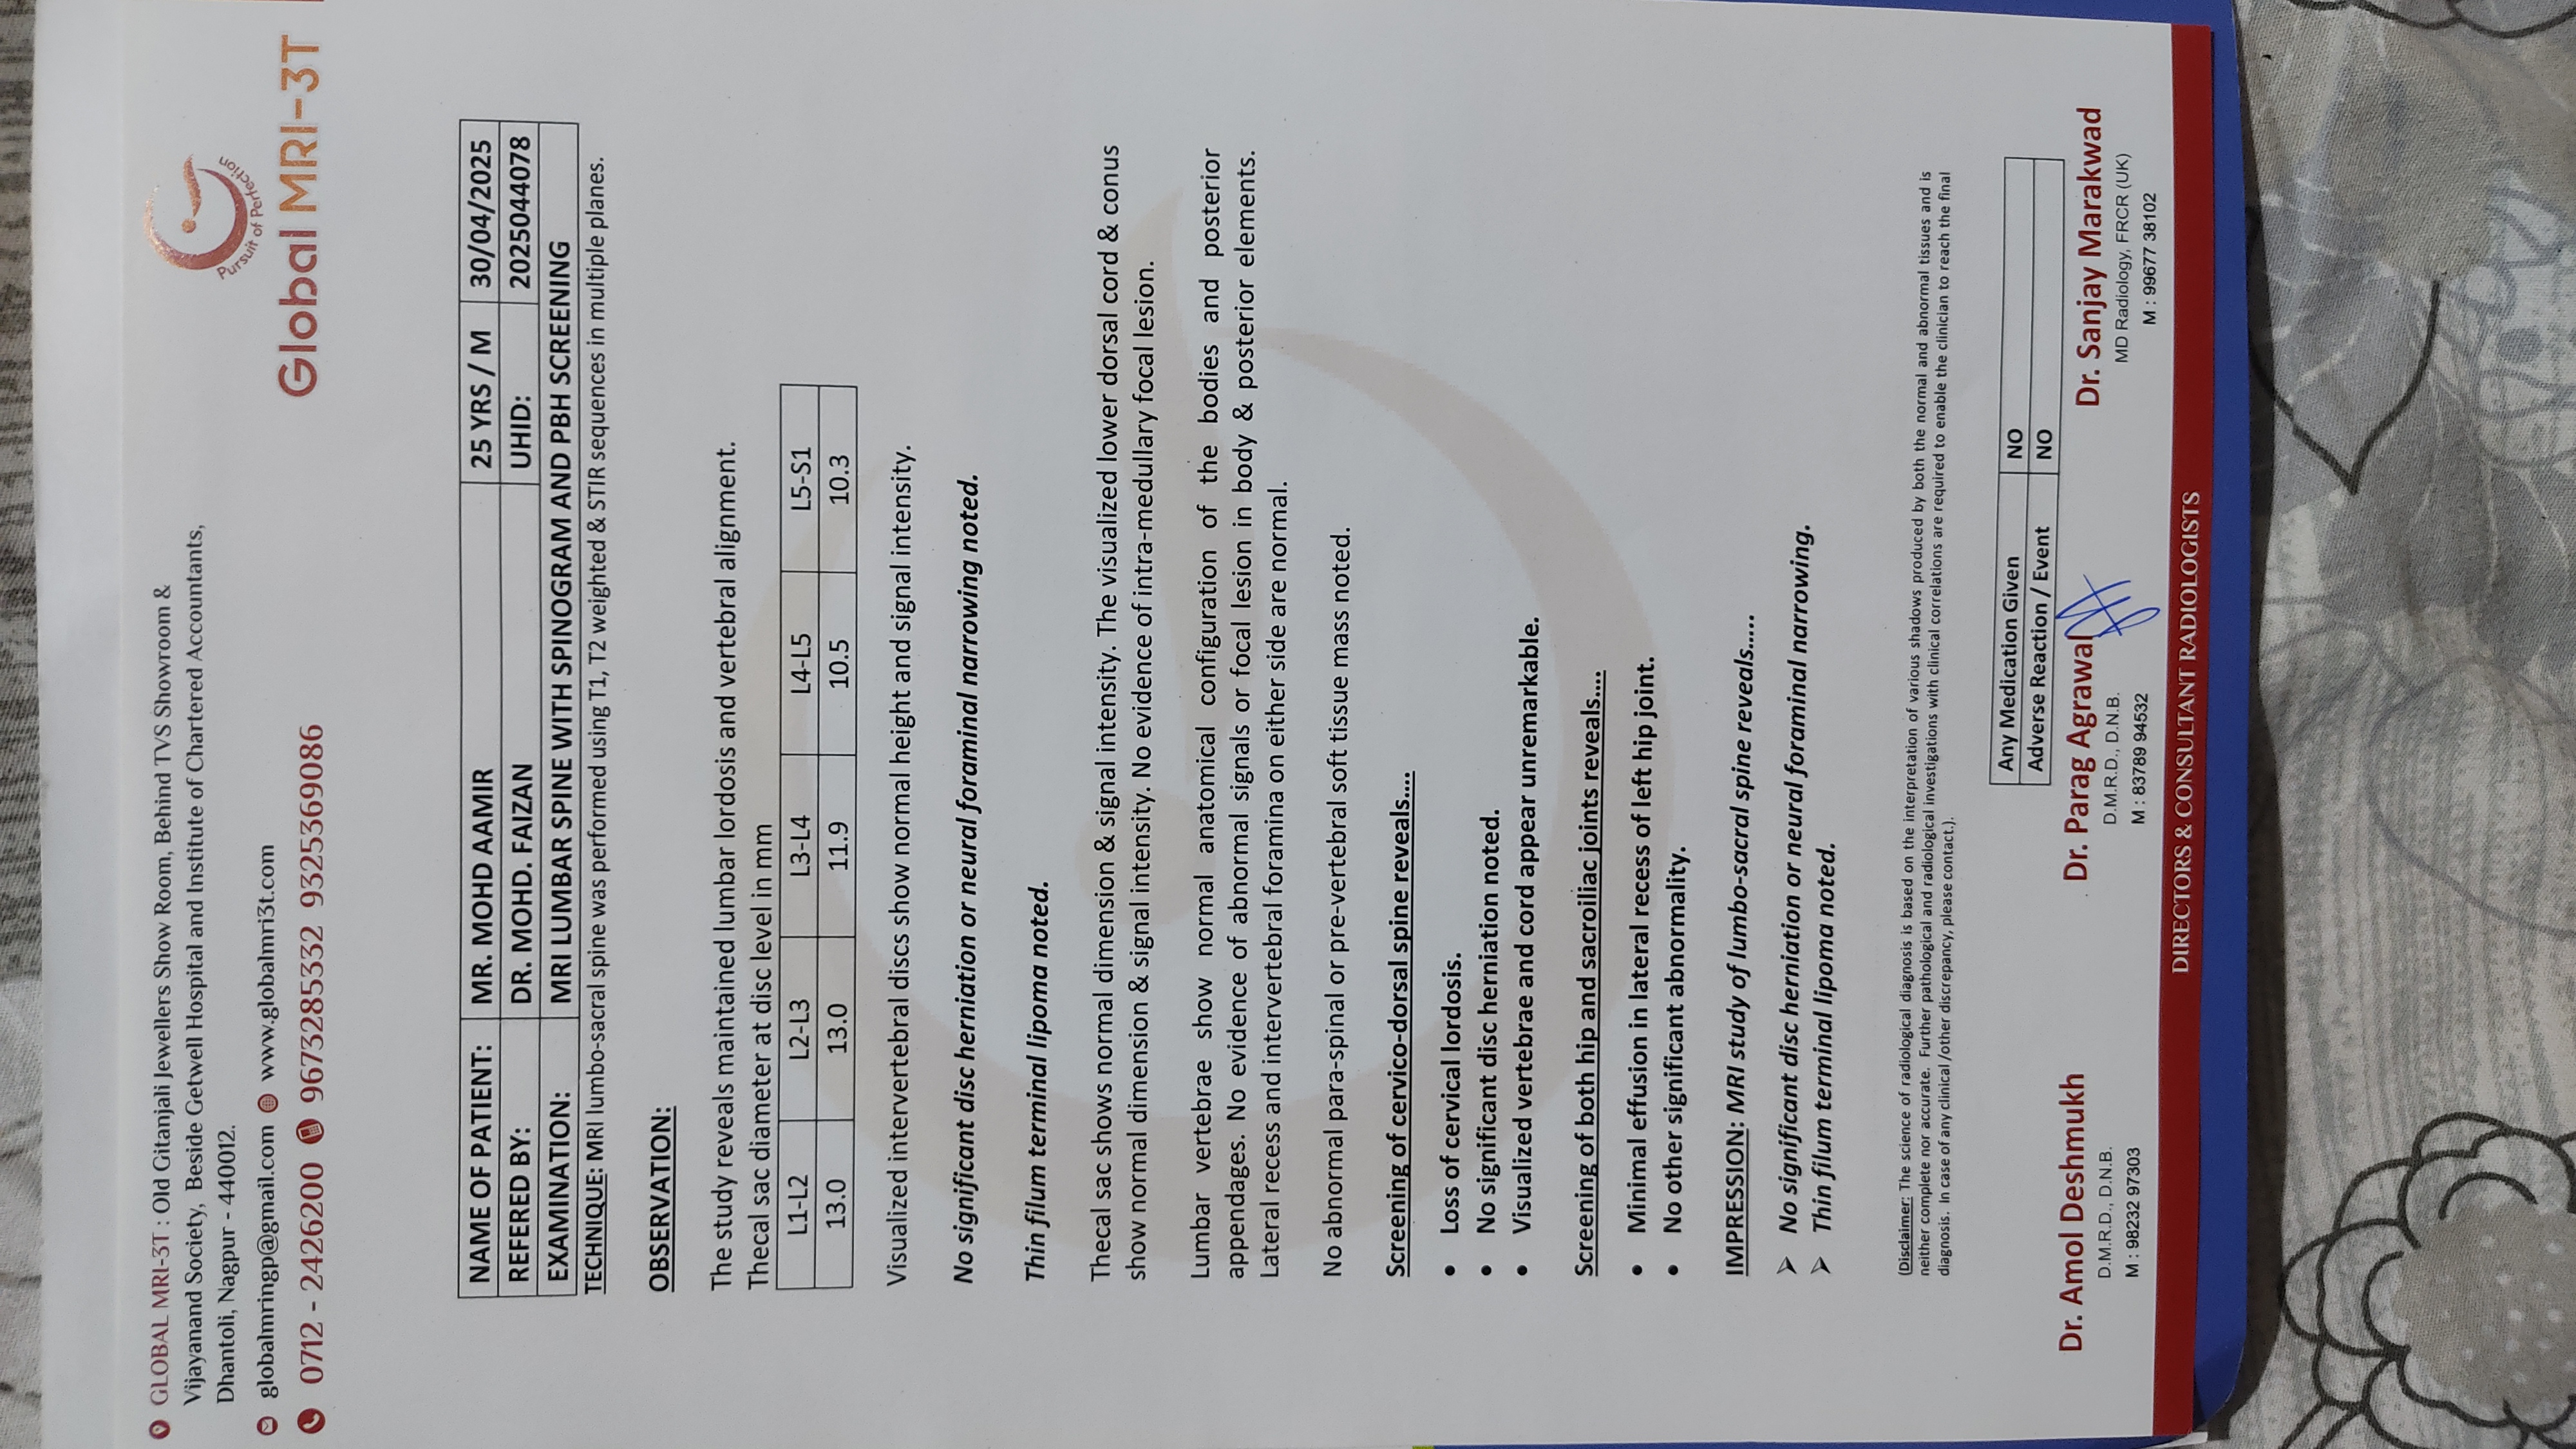 GLOBAL MRI-3T : Old Gitanjali Jewellers Show Room, Behind TVS Showroom &
Vijayanand Society, Beside Getwell Hospital and Institute of Chartered Accountants,
Dhantoli, Nagpur - 440012.
globalmringp@gmail.com www.globalmri3t.com
0712 - 2426200 9673285332 9325369086
Pursuit of Perfection
Global MRI-3T
NAME OF PATIENT: MR. MOHD AAMIR 25 YRS / M 30/04/2025
REFERED BY: DR. MOHD. FAIZAN UHID: 2025044078
EXAMINATION: MRI LUMBAR SPINE WITH SPINOGRAM AND PBH SCREENING
TECHNIQUE: MRI lumbo-sacral spine was performed using T1, T2 weighted & STIR sequences in multiple planes.
OBSERVATION:
The study reveals maintained lumbar lordosis and vertebral alignment.
Thecal sac diameter at disc level in mm
L1-L2 L2-L3 L3-L4 L4-L5 L5-S1
13.0 13.0 11.9 10.5 10.3
Visualized intervertebral discs show normal height and signal intensity.
No significant disc herniation or neural foraminal narrowing noted.
Thin filum terminal lipoma noted.
Thecal sac shows normal dimension & signal intensity. The visualized lower dorsal cord & conus
show normal dimension & signal intensity. No evidence of intra-medullary focal lesion.
Lumbar vertebrae show normal anatomical configuration of the bodies and posterior
appendages. No evidence of abnormal signals or focal lesion in body & posterior elements.
Lateral recess and intervertebral foramina on either side are normal.
No abnormal para-spinal or pre-vertebral soft tissue mass noted.
Screening of cervico-dorsal spine reveals....
• Loss of cervical lordosis.
• No significant disc herniation noted.
• Visualized vertebrae and cord appear unremarkable.
Screening of both hip and sacroiliac joints reveals....
• Minimal effusion in lateral recess of left hip joint.
• No other significant abnormality.
IMPRESSION: MRI study of lumbo-sacral spine reveals.....
➢ No significant disc herniation or neural foraminal narrowing.
➢ Thin filum terminal lipoma noted.
(Disclaimer: The science of radiological diagnosis is based on the interpretation of various shadows produced by both the normal and abnormal tissues and is
neither complete nor accurate. Further pathological and radiological investigations with clinical correlations are required to enable the clinician to reach the final
diagnosis. In case of any clinical /other discrepancy, please contact.).
Any Medication Given NO
Adverse Reaction / Event NO
Dr. Amol Deshmukh
D.M.R.D., D.N.B.
M : 98232 97303
Dr. Parag Agrawal
D.M.R.D., D.N.B.
M : 83789 94532
Dr. Sanjay Marakwad
MD Radiology, FRCR (UK)
M : 99677 38102
DIRECTORS & CONSULTANT RADIOLOGISTS